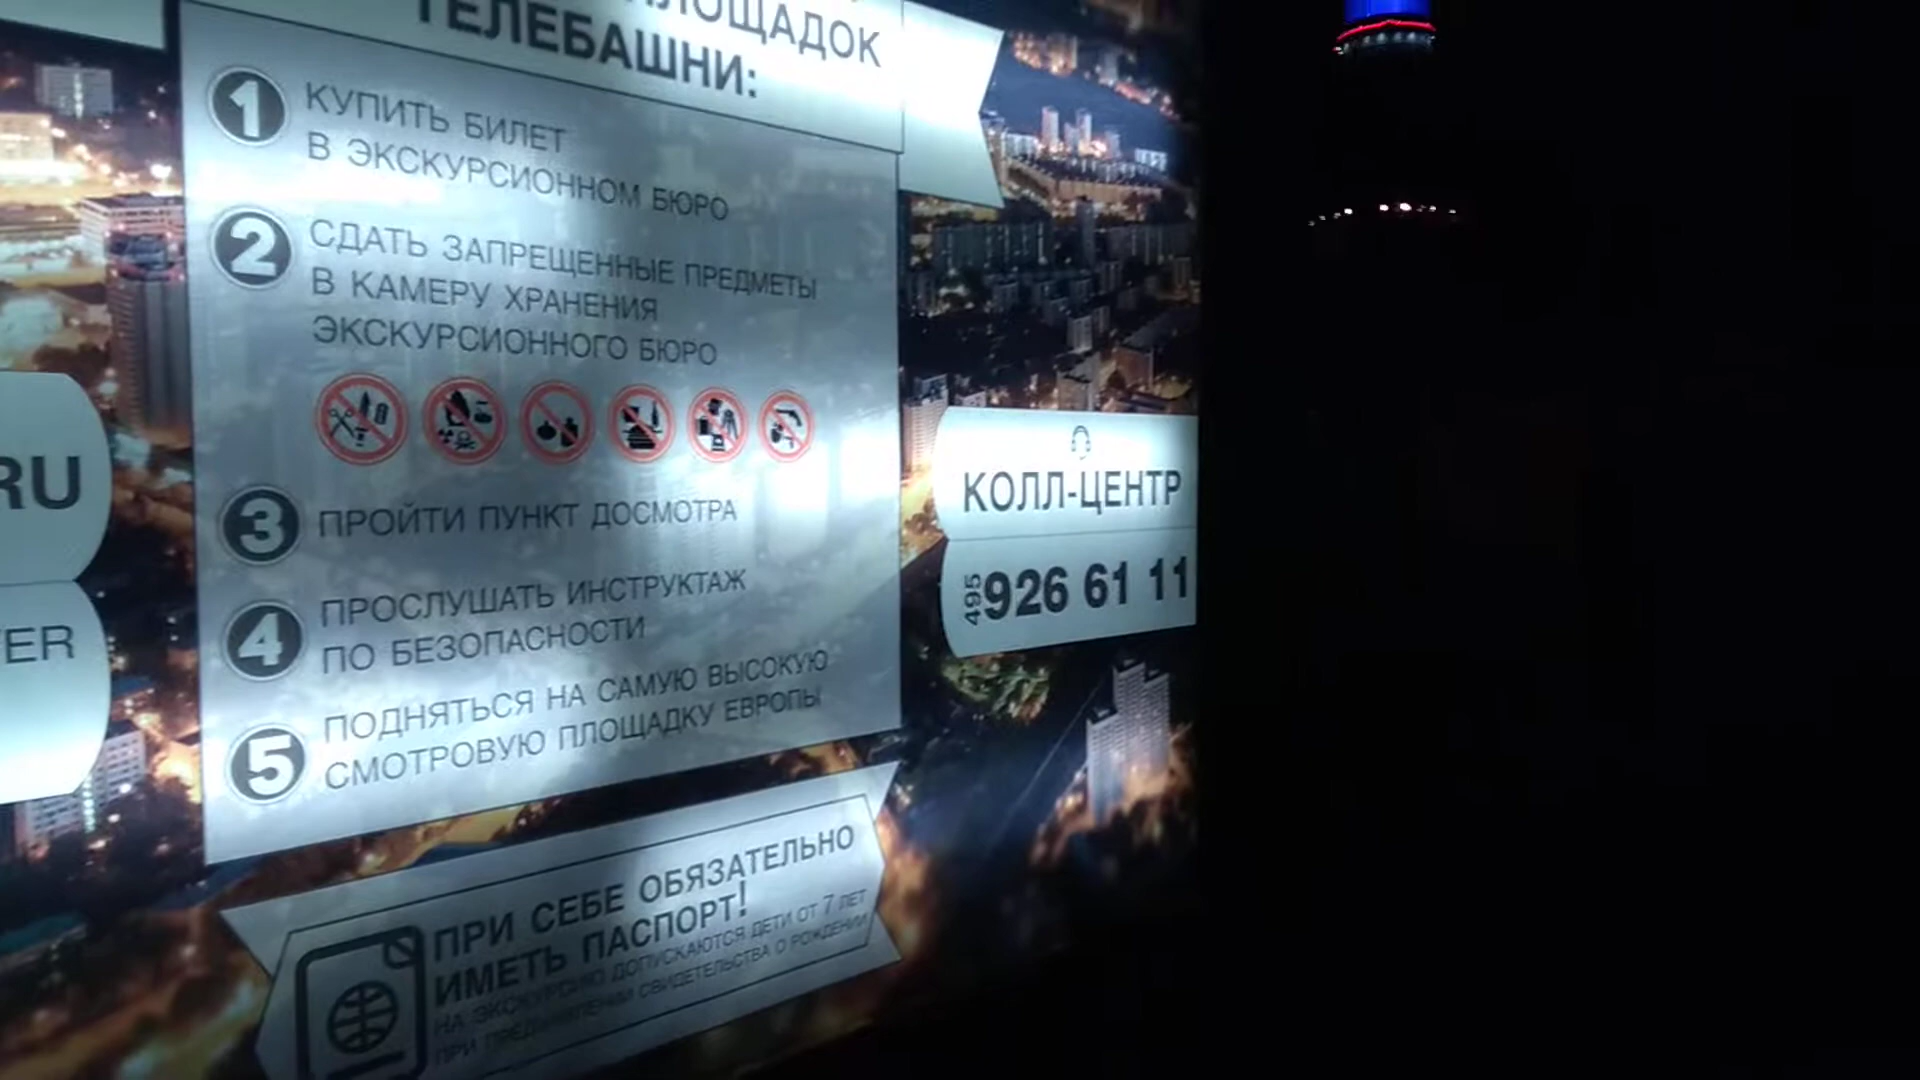 ПЛОЩАДОК
ТЕЛЕБАШНИ:
1 КУПИТЬ БИЛЕТ
В ЭКСКУРСИОННОМ БЮРО
2 СДАТЬ ЗАПРЕЩЕННЫЕ ПРЕДМЕТЫ
В КАМЕРУ ХРАНЕНИЯ
ЭКСКУРСИОННОГО БЮРО
3 ПРОЙТИ ПУНКТ ДОСМОТРА
4 ПРОСЛУШАТЬ ИНСТРУКТАЖ
ПО БЕЗОПАСНОСТИ
5 ПОДНЯТЬСЯ НА САМУЮ ВЫСОКУЮ
СМОТРОВУЮ ПЛОЩАДКУ ЕВРОПЫ
ПРИ СЕБЕ ОБЯЗАТЕЛЬНО
ИМЕТЬ ПАСПОРТ!
НА ЭКСКУРСИЮ ДОПУСКАЮТСЯ ДЕТИ ОТ 7 ЛЕТ
ПРИ ПРЕДЪЯВЛЕНИИ СВИДЕТЕЛЬСТВА О РОЖДЕНИИ
RU
ER
КОЛЛ-ЦЕНТР
495 926 61 11